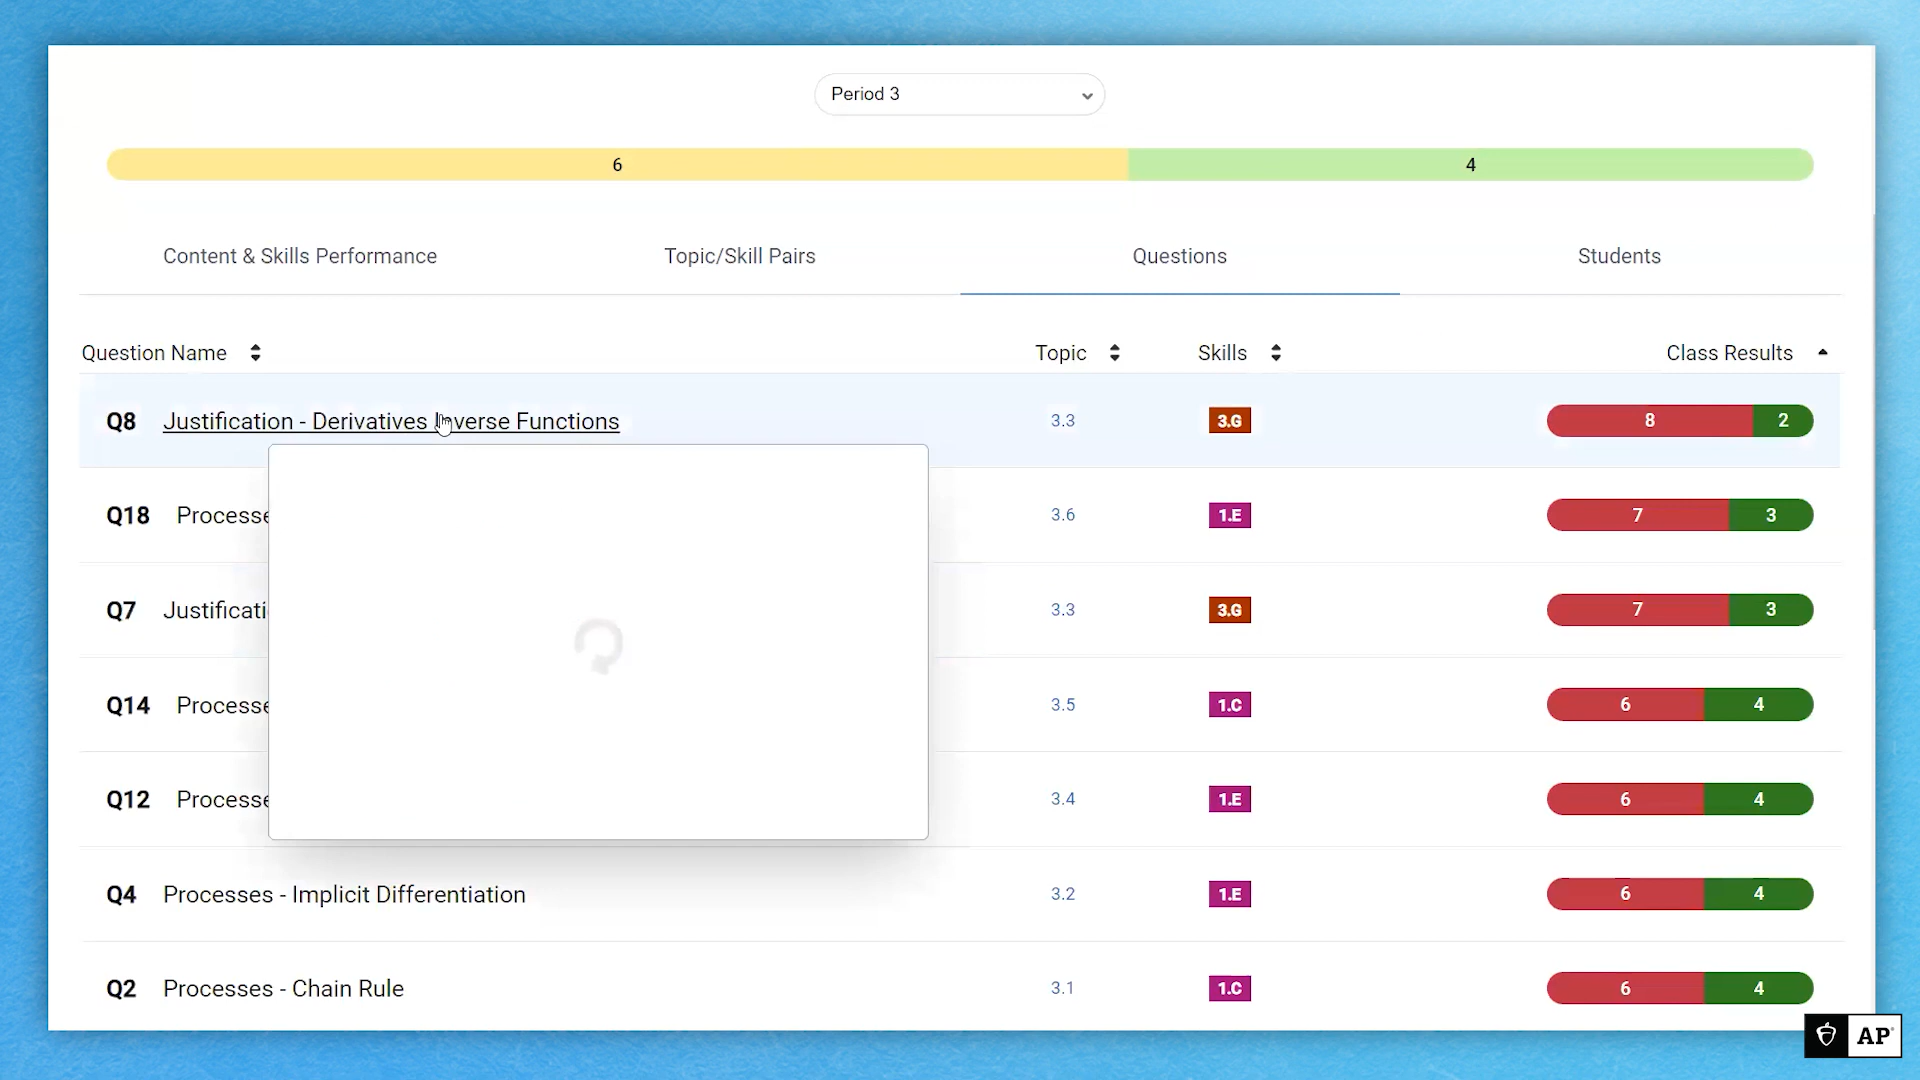 Period 3
6 4
Content & Skills Performance Topic/Skill Pairs Questions Students
Question Name Topic Skills Class Results
Q8 Justification - Derivatives Inverse Functions 3.3 3.G 8 2
Q18 Processe 3.6 1.E 7 3
Q7 Justificati 3.3 3.G 7 3
Q14 Processe 3.5 1.C 6 4
Q12 Processe 3.4 1.E 6 4
Q4 Processes - Implicit Differentiation 3.2 1.E 6 4
Q2 Processes - Chain Rule 3.1 1.C 6 4
AP